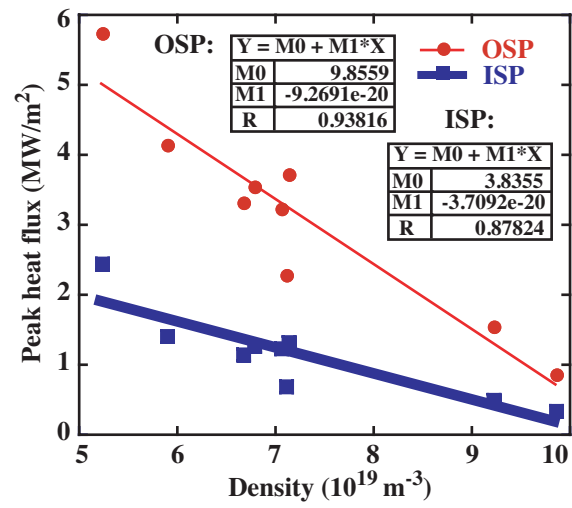 6
5
4
3
2
1
0
Peak heat flux (MW/m²)
OSP:
Y = M0 + M1*X
M0 9.8559
M1 -9.2691e-20
R 0.93816
OSP
ISP
ISP:
Y = M0 + M1*X
M0 3.8355
M1 -3.7092e-20
R 0.87824
5 6 7 8 9 10
Density (10¹⁹ m⁻³)